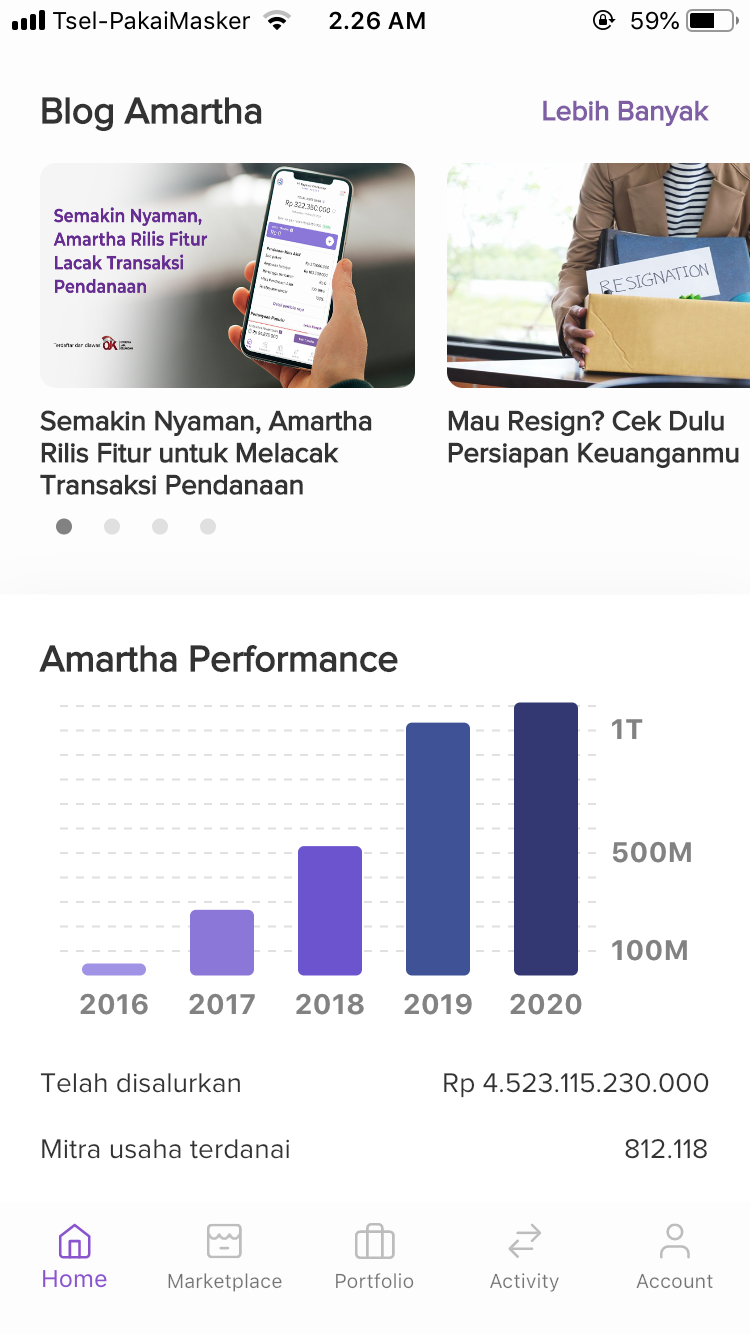 Tsel-PakaiMasker 2.26 AM 59%
Blog Amartha Lebih Banyak
Semakin Nyaman,
Amartha Rilis Fitur
Lacak Transaksi
Pendanaan
Terdaftar dan diawasi
RESIGNATION
Semakin Nyaman, Amartha
Rilis Fitur untuk Melacak
Transaksi Pendanaan
Mau Resign? Cek Dulu
Persiapan Keuanganmu
Amartha Performance
1T
500M
100M
2016 2017 2018 2019 2020
Telah disalurkan Rp 4.523.115.230.000
Mitra usaha terdanai 812.118
Home Marketplace Portfolio Activity Account